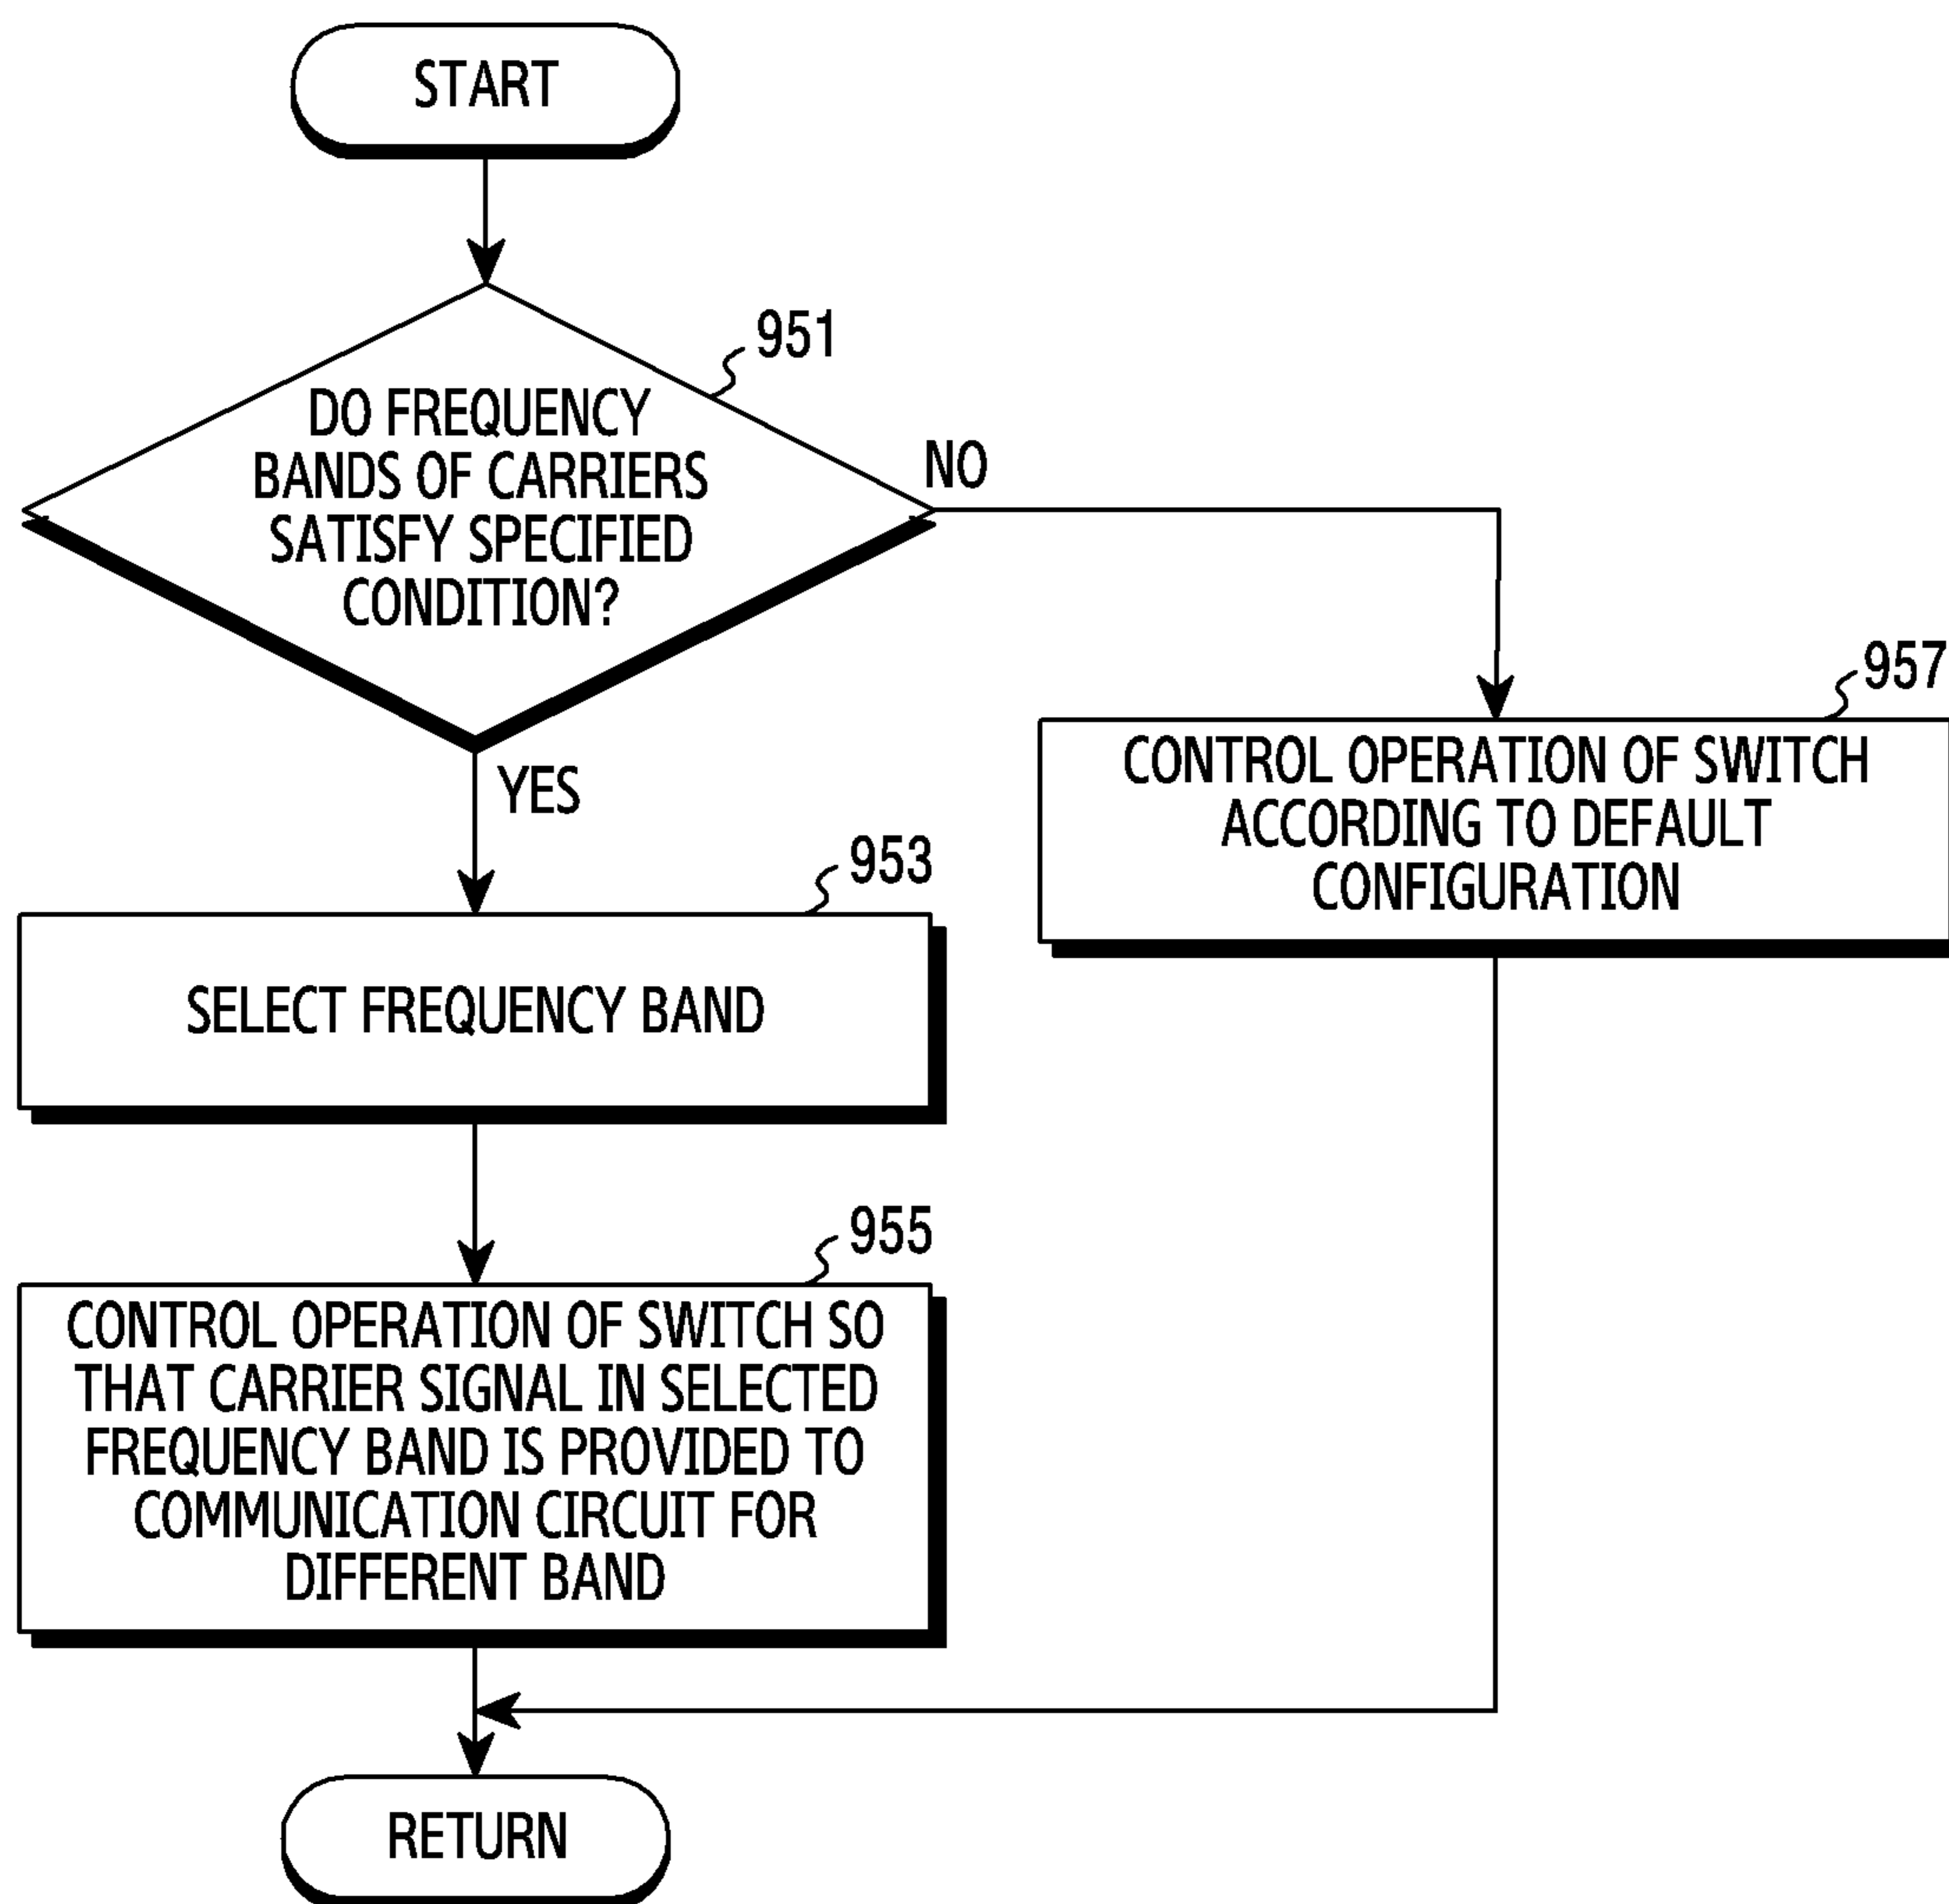 START
951
DO FREQUENCY
BANDS OF CARRIERS
SATISFY SPECIFIED
CONDITION?
NO
YES
957
CONTROL OPERATION OF SWITCH
ACCORDING TO DEFAULT
CONFIGURATION
953
SELECT FREQUENCY BAND
955
CONTROL OPERATION OF SWITCH SO
THAT CARRIER SIGNAL IN SELECTED
FREQUENCY BAND IS PROVIDED TO
COMMUNICATION CIRCUIT FOR
DIFFERENT BAND
RETURN